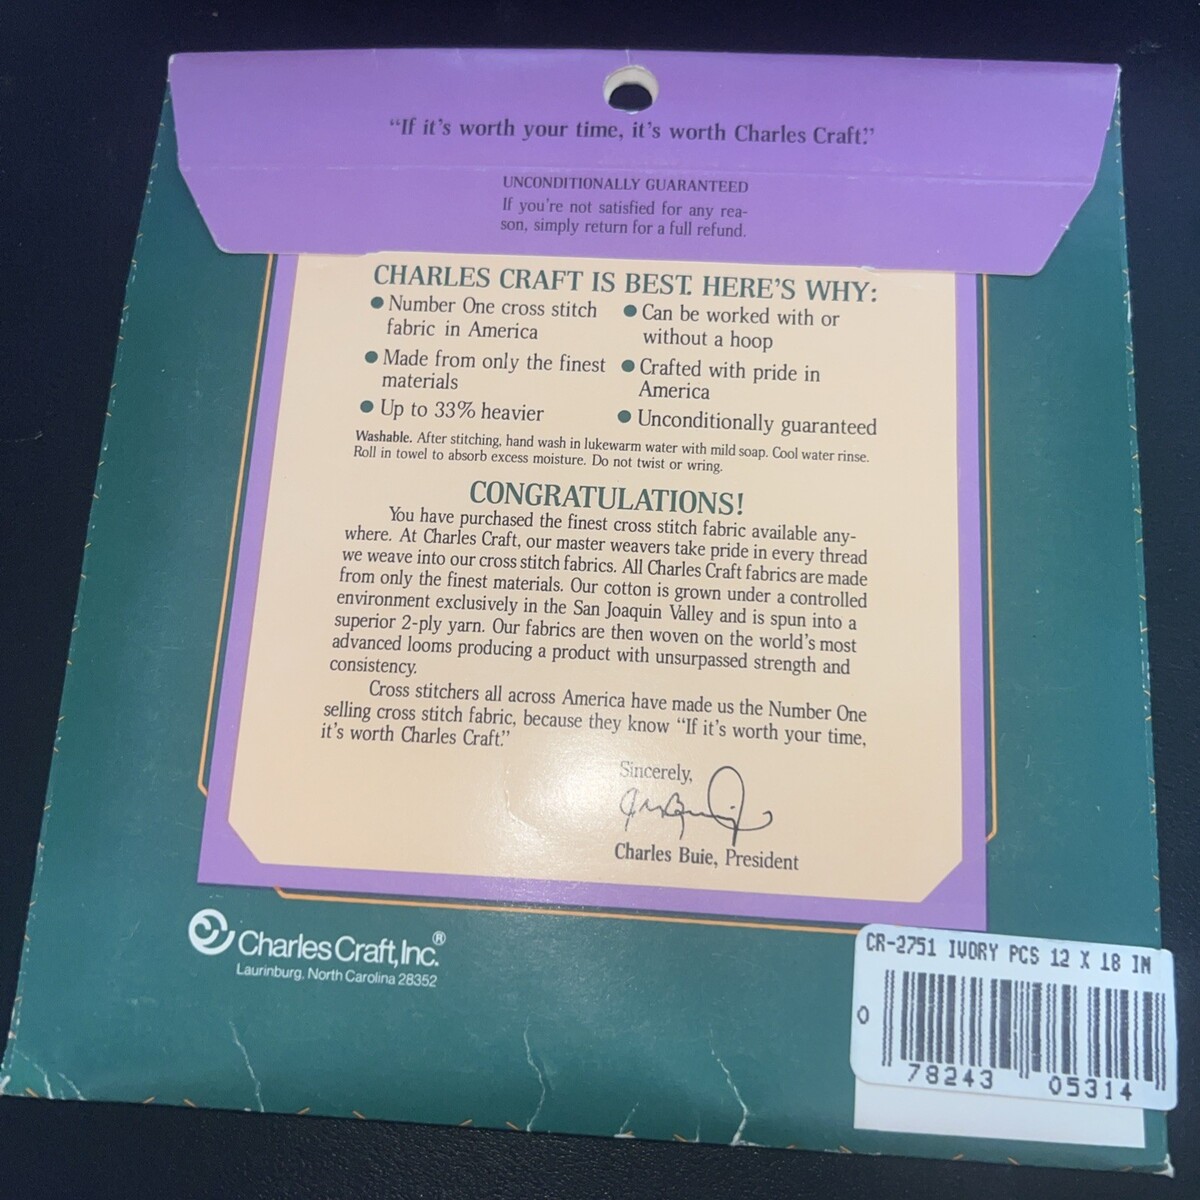 “If it’s worth your time, it’s worth Charles Craft.”
UNCONDITIONALLY GUARANTEED
If you’re not satisfied for any rea-
son, simply return for a full refund.
CHARLES CRAFT IS BEST. HERE’S WHY:
● Number One cross stitch
fabric in America
● Made from only the finest
materials
● Up to 33% heavier
● Can be worked with or
without a hoop
● Crafted with pride in
America
● Unconditionally guaranteed
Washable. After stitching, hand wash in lukewarm water with mild soap. Cool water rinse.
Roll in towel to absorb excess moisture. Do not twist or wring.
CONGRATULATIONS!
You have purchased the finest cross stitch fabric available any-
where. At Charles Craft, our master weavers take pride in every thread
we weave into our cross stitch fabrics. All Charles Craft fabrics are made
from only the finest materials. Our cotton is grown under a controlled
environment exclusively in the San Joaquin Valley and is spun into a
superior 2-ply yarn. Our fabrics are then woven on the world’s most
advanced looms producing a product with unsurpassed strength and
consistency.
Cross stitchers all across America have made us the Number One
selling cross stitch fabric, because they know “If it’s worth your time,
it’s worth Charles Craft.”
Sincerely,
Charles Buie, President
Charles Craft, Inc.®
Laurinburg, North Carolina 28352
CR-2751 IVORY PCS 12 X 18 IN
0 78243 05314